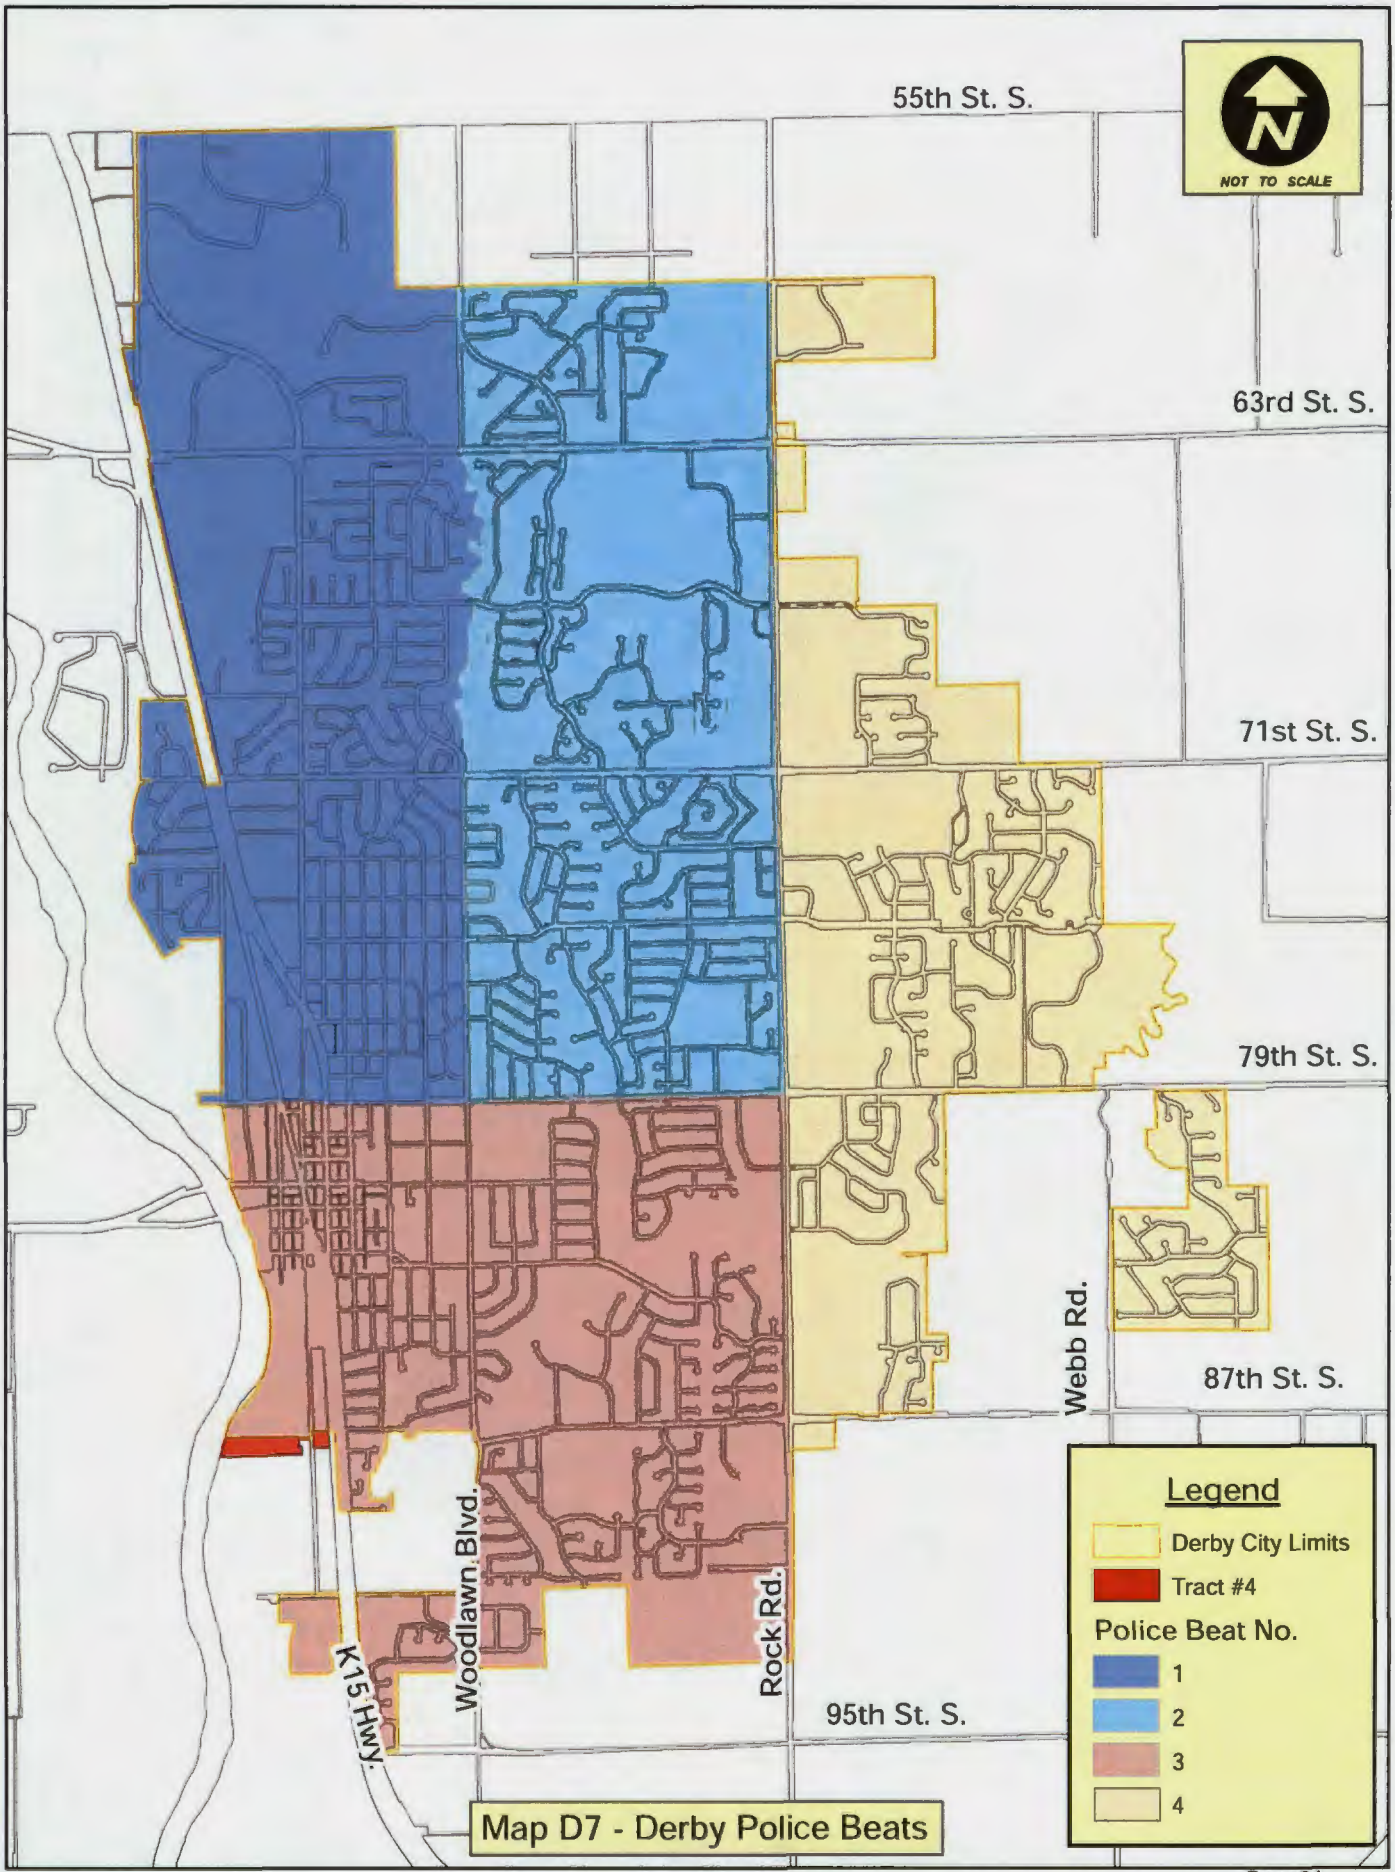 55th St. S.
N
NOT TO SCALE
63rd St. S.
71st St. S.
79th St. S.
Webb Rd.
87th St. S.
Woodlawn Blvd.
Rock Rd.
K15 Hwy.
95th St. S.
Legend
Derby City Limits
Tract #4
Police Beat No.
1
2
3
4
Map D7 - Derby Police Beats